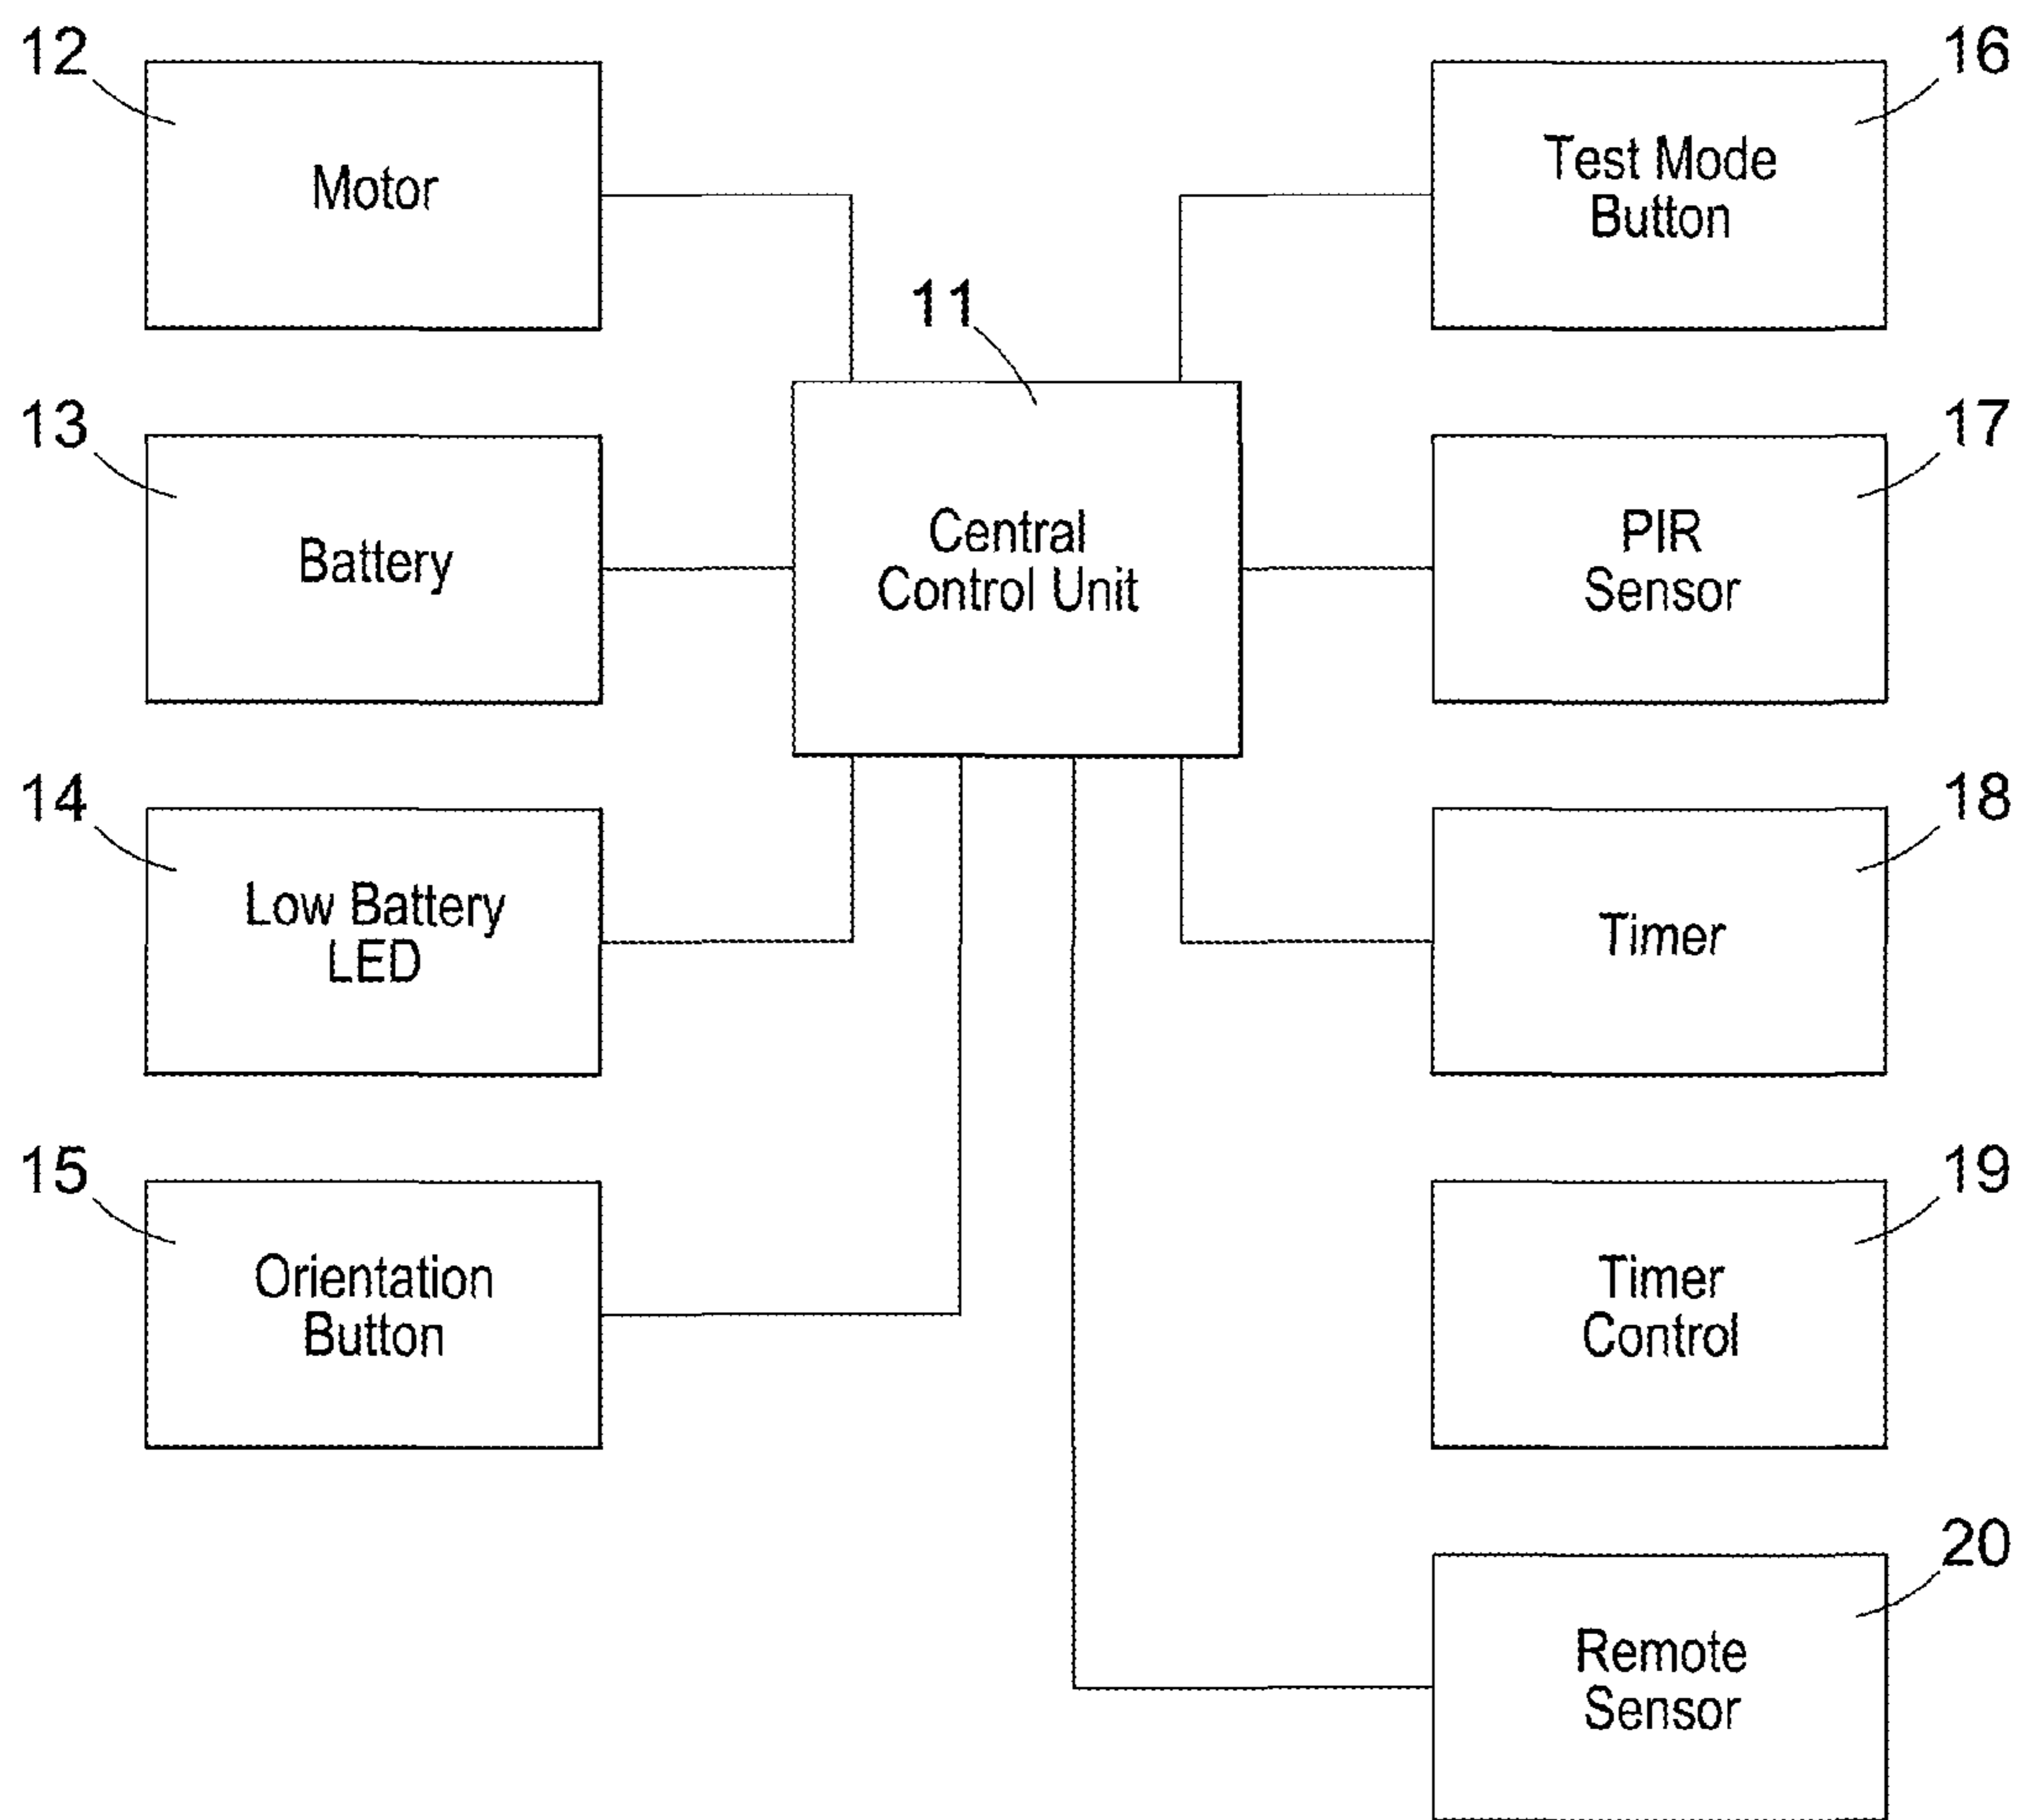 12
Motor
16
Test Mode
Button
11
Central
Control Unit
13
Battery
17
PIR
Sensor
14
Low Battery
LED
18
Timer
15
Orientation
Button
19
Timer
Control
20
Remote
Sensor